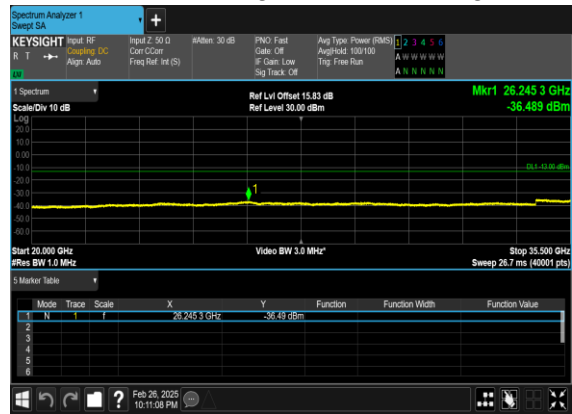 Spectrum Analyzer 1
Swept SA
KEYSIGHT Input: RF Input Z: 50 Ω #Atten: 30 dB PNO: Fast Avg Type: Power (RMS) 1 2 3 4 5 6
R T Coupling: DC Corr CCorr Gate: Off Avg|Hold: 100/100 A W W W W W
Align: Auto Freq Ref: Int (S) IF Gain: Low Trig: Free Run
Sig Track: Off A N N N N N
1 Spectrum Ref Lvl Offset 15.83 dB Mkr1 26.245 3 GHz
Scale/Div 10 dB Ref Level 30.00 dBm -36.489 dBm
Log
20.0
10.0
0.00
-10.0
DL1 -13.00 dBm
-20.0
1
-30.0
-40.0
-50.0
-60.0
Start 20.000 GHz Video BW 3.0 MHz* Stop 35.500 GHz
#Res BW 1.0 MHz Sweep 26.7 ms (40001 pts)
5 Marker Table
Mode Trace Scale X Y Function Function Width Function Value
1 N 1 f 26.245 3 GHz -36.49 dBm
2
3
4
5
6
? Feb 26, 2025
10:11:08 PM